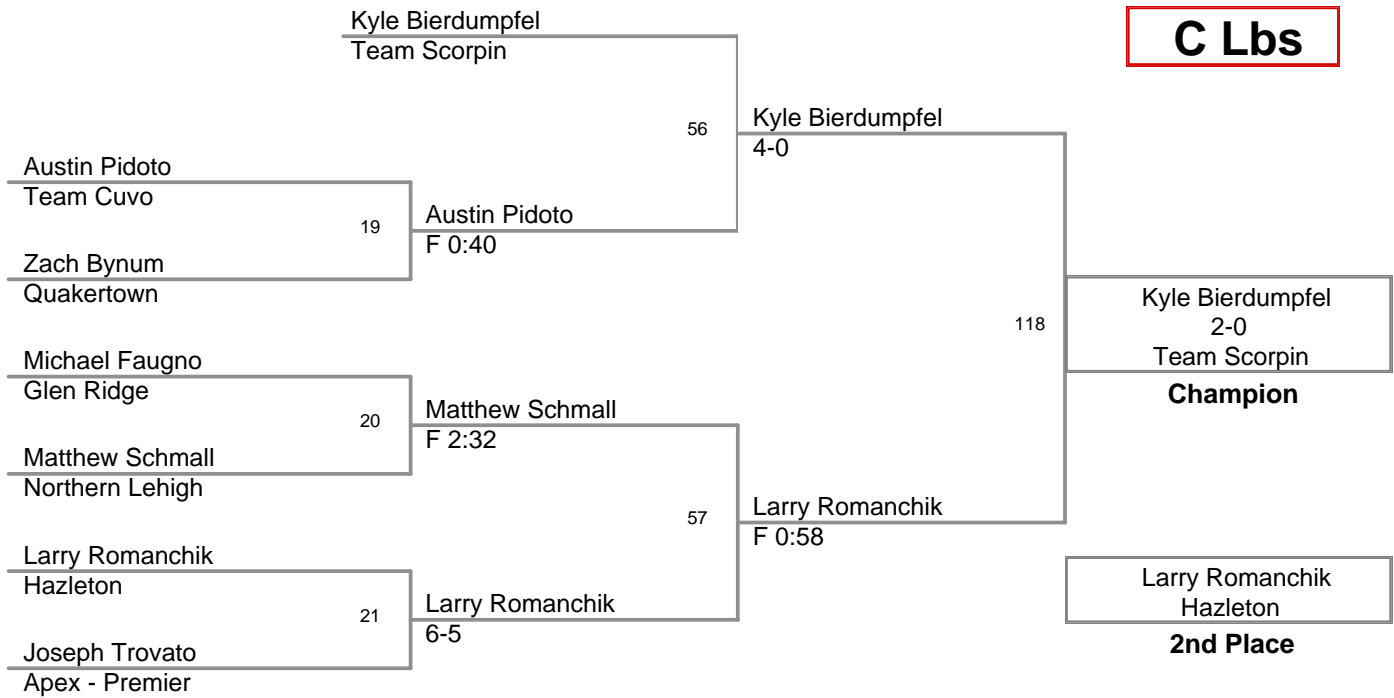 Kyle Bierdumpfel
Team Scorpin
C Lbs
56
Kyle Bierdumpfel
4-0
Austin Pidoto
Team Cuvo
19
Austin Pidoto
F 0:40
Zach Bynum
Quakertown
118
Kyle Bierdumpfel
2-0
Team Scorpin
Champion
Michael Faugno
Glen Ridge
20
Matthew Schmall
F 2:32
Matthew Schmall
Northern Lehigh
57
Larry Romanchik
F 0:58
Larry Romanchik
Hazleton
21
Larry Romanchik
6-5
Joseph Trovato
Apex - Premier
Larry Romanchik
Hazleton
2nd Place